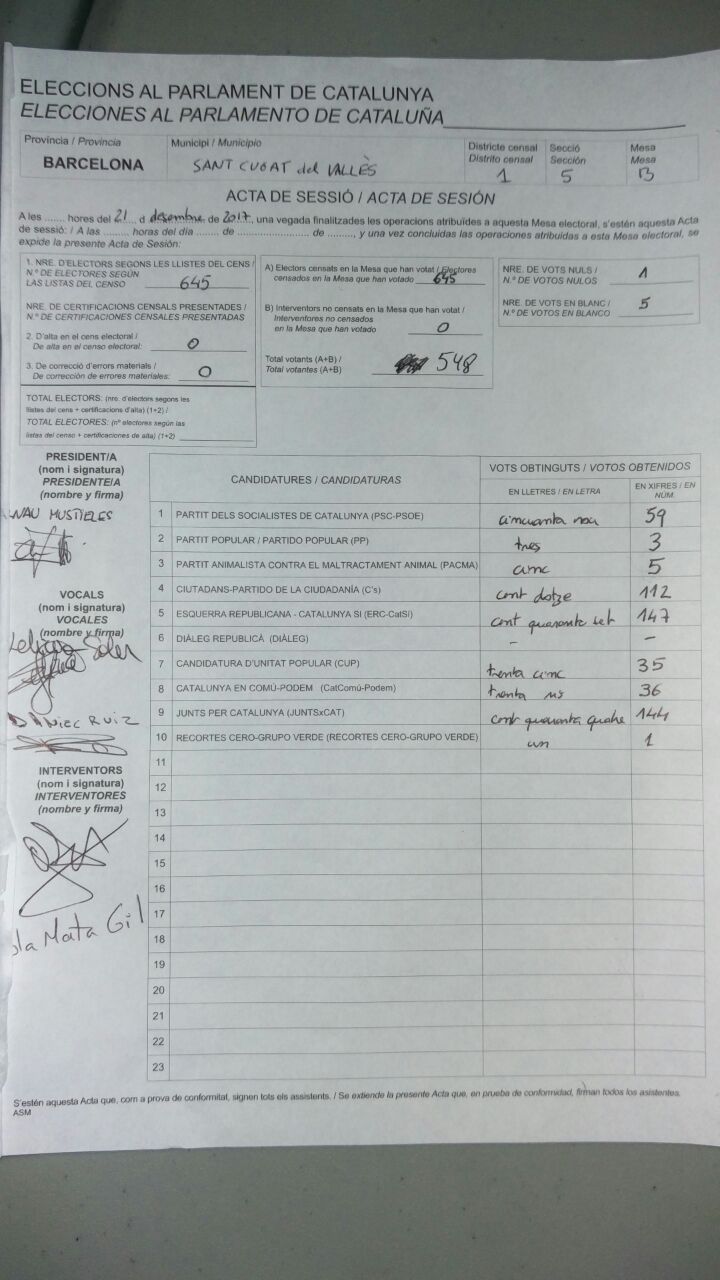 ELECCIONS AL PARLAMENT DE CATALUNYA
ELECCIONES AL PARLAMENTO DE CATALUÑA
Provincia / Provincia
BARCELONA
Municipi / Municipio
SANT CUGAT del VALLÈS
Districte censal
Distrito censal
1
Secció
Sección
5
Mesa
Mesa
B
ACTA DE SESSIÓ / ACTA DE SESIÓN
A les ....... hores del 21 d desembre de 2017, una vegada finalitzades les operacions atribuïdes a aquesta Mesa electoral, s'estén aquesta Acta
de sessió: / A las ......... horas del día ....... de ...................... de ........, y una vez concluidas las operaciones atribuidas a esta Mesa electoral, se
expide la presente Acta de Sesión:
1. NRE. D'ELECTORS SEGONS LES LLISTES DEL CENS /
N.º DE ELECTORES SEGÚN
LAS LISTAS DEL CENSO 645
NRE. DE CERTIFICACIONS CENSALS PRESENTADES /
N.º DE CERTIFICACIONES CENSALES PRESENTADAS
2. D'alta en el cens electoral /
De alta en el censo electoral: 0
3. De correcció d'errors materials /
De corrección de errores materiales: 0
TOTAL ELECTORS: (nre. d'electors segons les
llistes del cens + certificacions d'alta) (1+2) /
TOTAL ELECTORES: (nº electores según las
listas del censo + certificaciones de alta) (1+2)
A) Electors censats en la Mesa que han votat / Electores
censados en la Mesa que han votado 645
B) Interventors no censats en la Mesa que han votat /
Interventores no censados
en la Mesa que han votado 0
Total votants (A+B) /
Total votantes (A+B) 548
NRE. DE VOTS NULS /
N.º DE VOTOS NULOS 1
NRE. DE VOTS EN BLANC /
N.º DE VOTOS EN BLANCO 5
PRESIDENT/A
(nom i signatura)
PRESIDENTE/A
(nombre y firma)
NAU MUSTIELES
VOCALS
(nom i signatura)
VOCALES
(nombre y firma)
Soler
DANIEL RUIZ
INTERVENTORS
(nom i signatura)
INTERVENTORES
(nombre y firma)
la Mata Gil
CANDIDATURES / CANDIDATURAS
VOTS OBTINGUTS / VOTOS OBTENIDOS
EN LLETRES / EN LETRA
EN XIFRES / EN NÚM.
1 PARTIT DELS SOCIALISTES DE CATALUNYA (PSC-PSOE) cincuanta nou 59
2 PARTIT POPULAR / PARTIDO POPULAR (PP) tres 3
3 PARTIT ANIMALISTA CONTRA EL MALTRACTAMENT ANIMAL (PACMA) cinc 5
4 CIUTADANS-PARTIDO DE LA CIUDADANÍA (C's) cent dotze 112
5 ESQUERRA REPUBLICANA - CATALUNYA SI (ERC-CatSí) cent quaranta set 147
6 DIÀLEG REPUBLICÀ (DIÀLEG) - -
7 CANDIDATURA D'UNITAT POPULAR (CUP) trenta cinc 35
8 CATALUNYA EN COMÚ-PODEM (CatComú-Podem) trenta sis 36
9 JUNTS PER CATALUNYA (JUNTSxCAT) cent quaranta quatre 144
10 RECORTES CERO-GRUPO VERDE (RECORTES CERO-GRUPO VERDE) un 1
11
12
13
14
15
16
17
18
19
20
21
22
23
S'estén aquesta Acta que, com a prova de conformitat, signen tots els assistents. / Se extiende la presente Acta que, en prueba de conformidad, firman todos los asistentes.
ASM